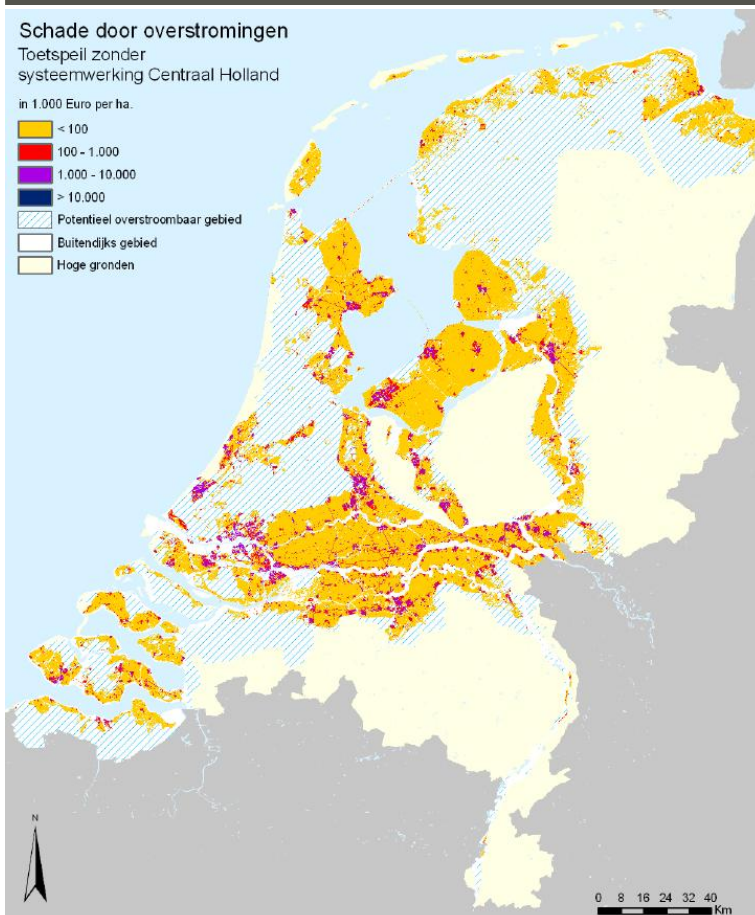 Schade door overstromingen
Toetspeil zonder
systeemwerking Centraal Holland
in 1.000 Euro per ha.
< 100
100 - 1.000
1.000 - 10.000
> 10.000
Potentieel overstroombaar gebied
Buitendijks gebied
Hoge gronden
N
0 8 16 24 32 40
Km